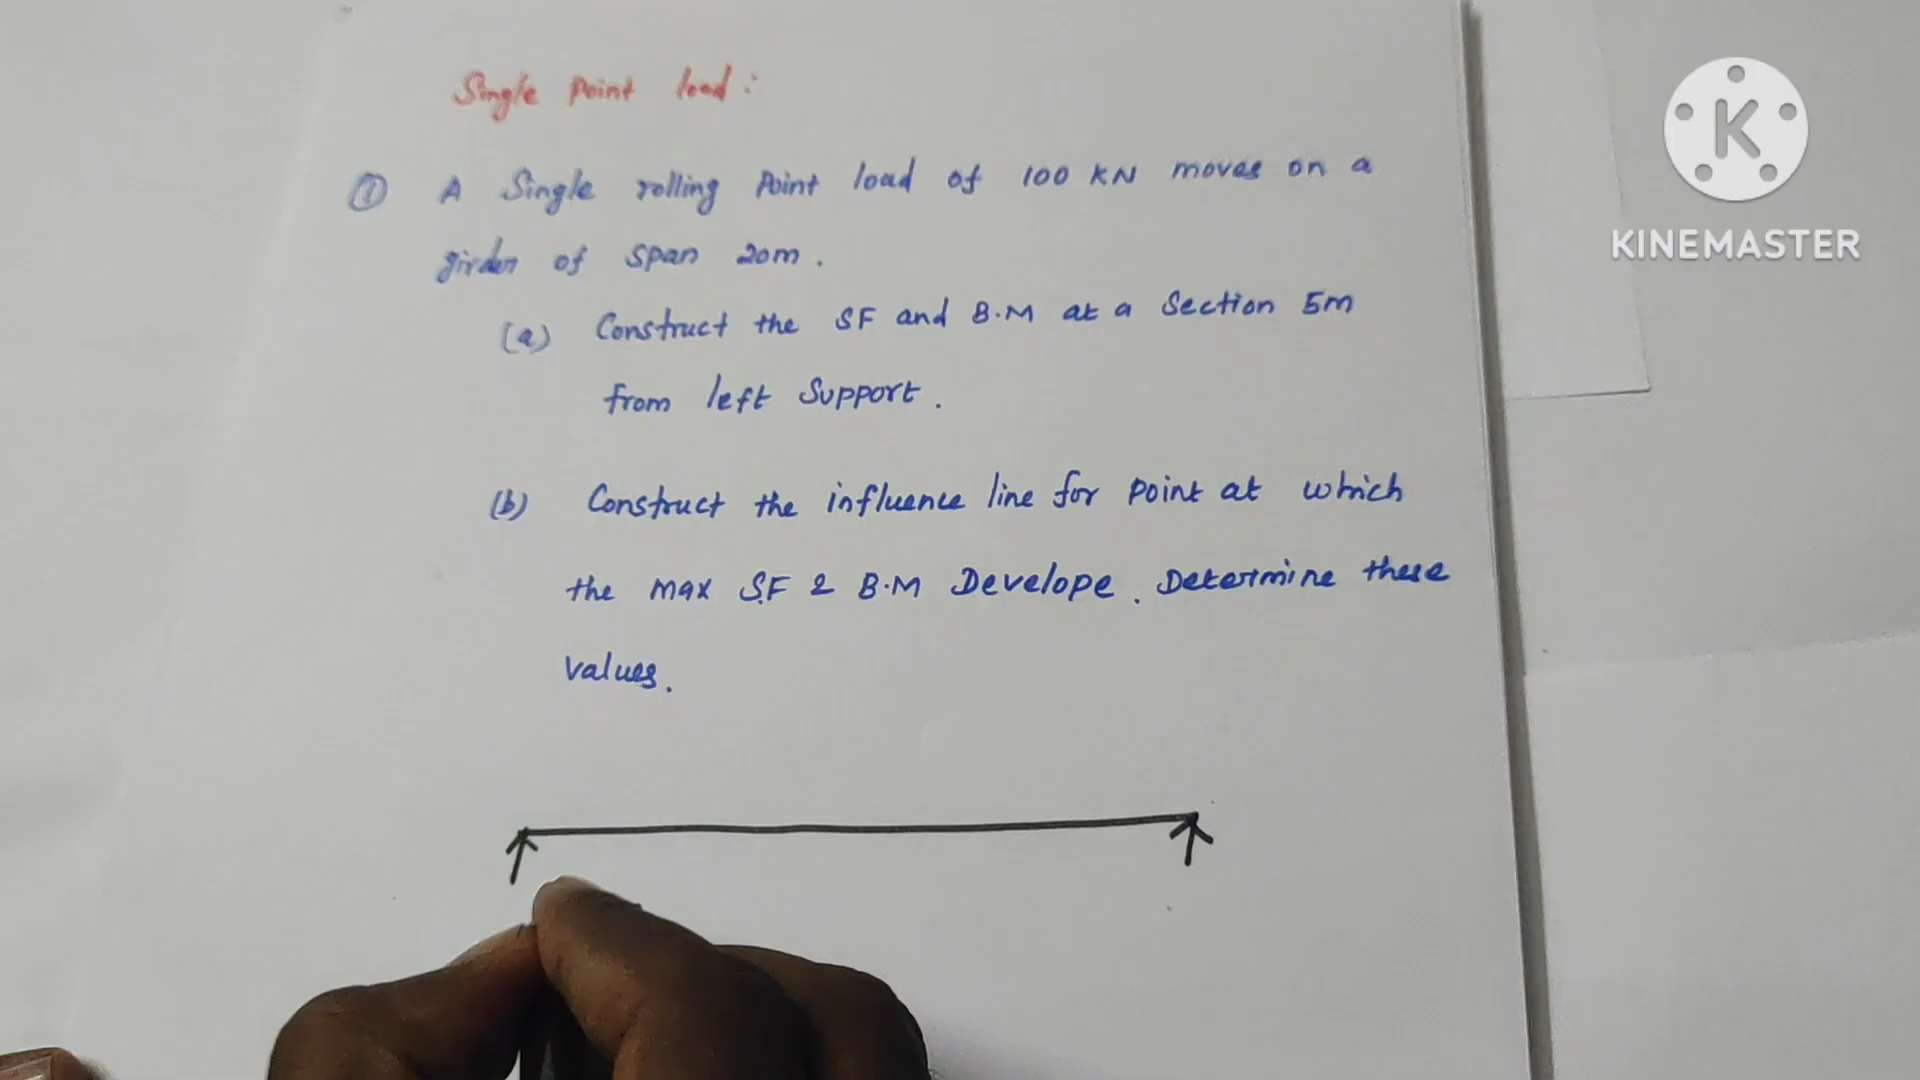 Single Point load :
① A Single rolling Point load of 100 KN moves on a
girder of span 20m .
(a) Construct the SF and B.M at a Section 5m
from left Support .
(b) Construct the influence line for point at which
the max S.F & B.M Develope . Determine these
values .
K
KINEMASTER